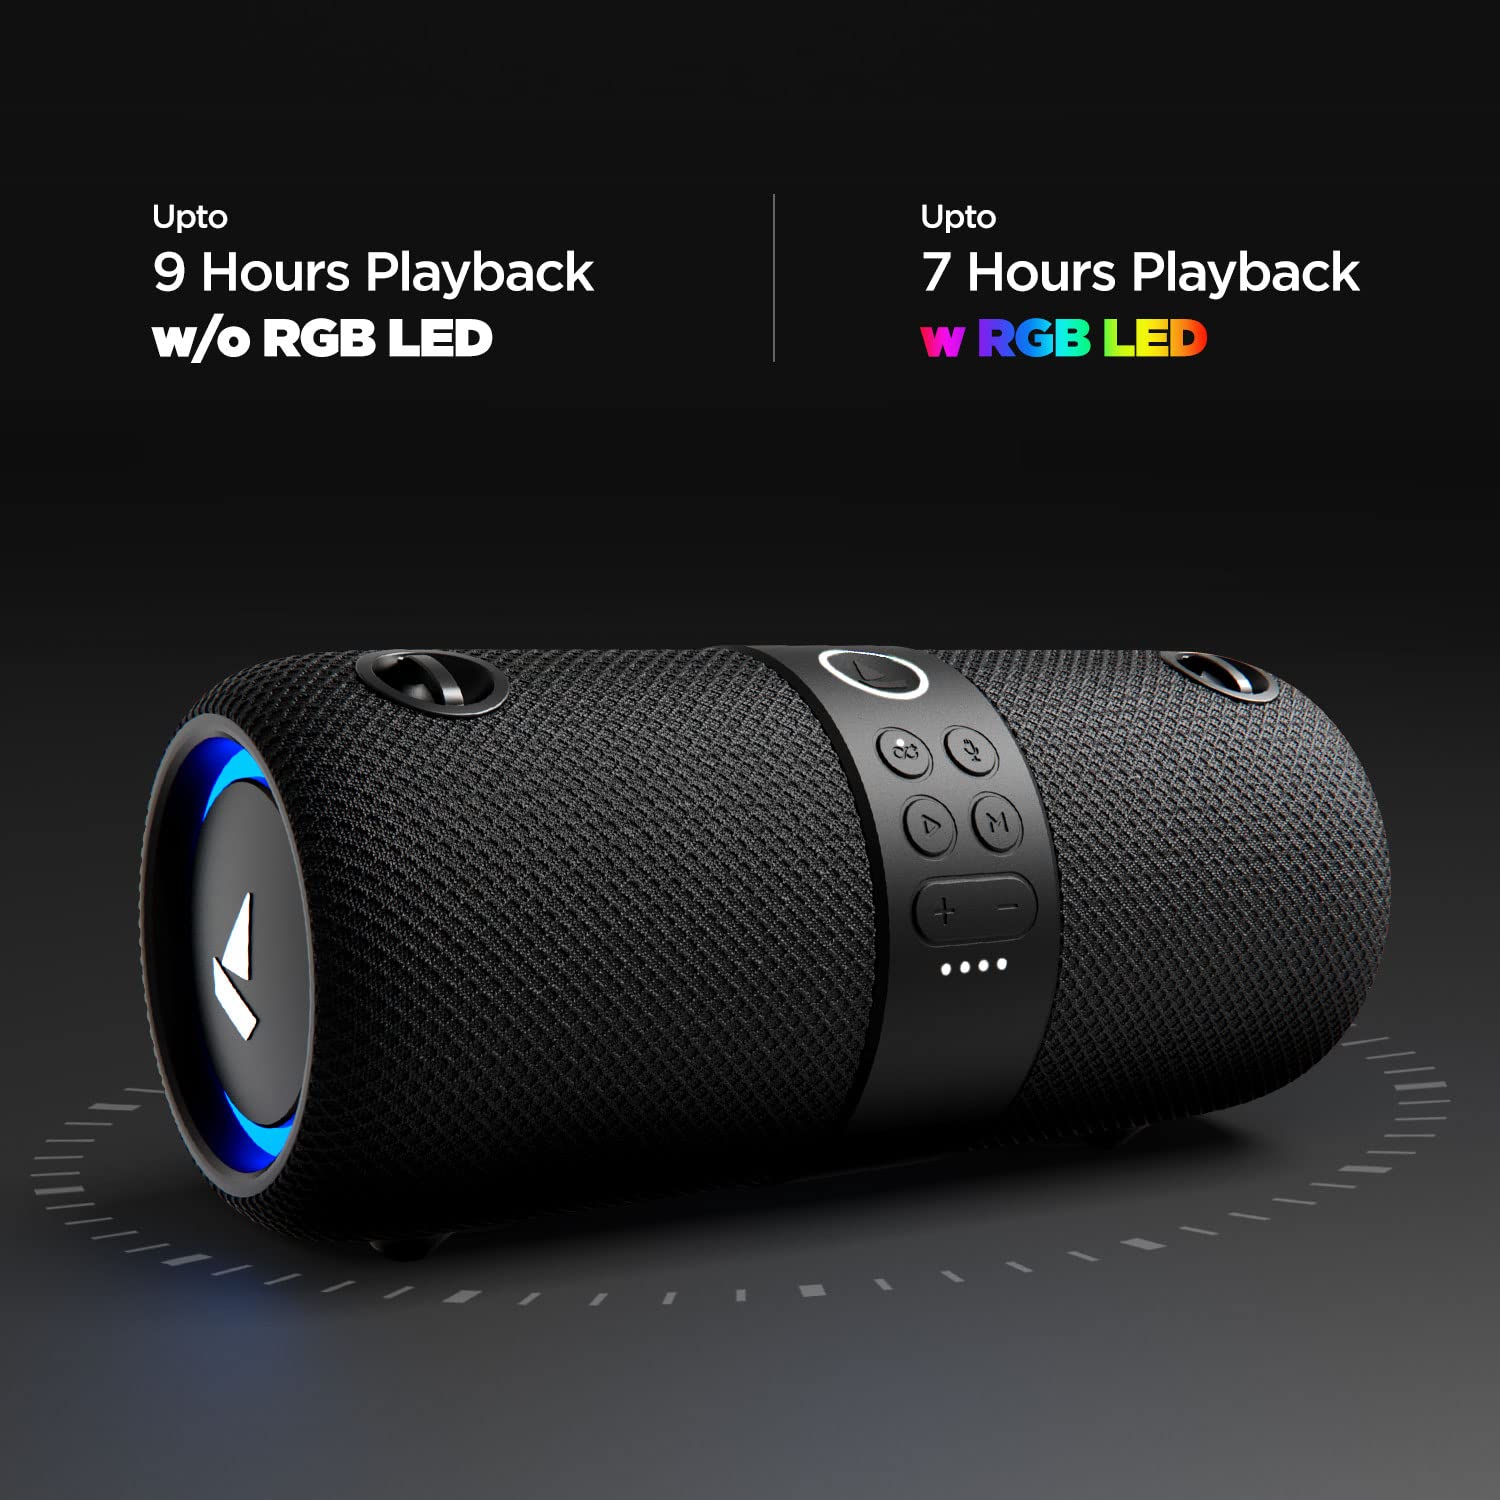 Upto
9 Hours Playback
w/o RGB LED
Upto
7 Hours Playback
w RGB LED
M
+ −